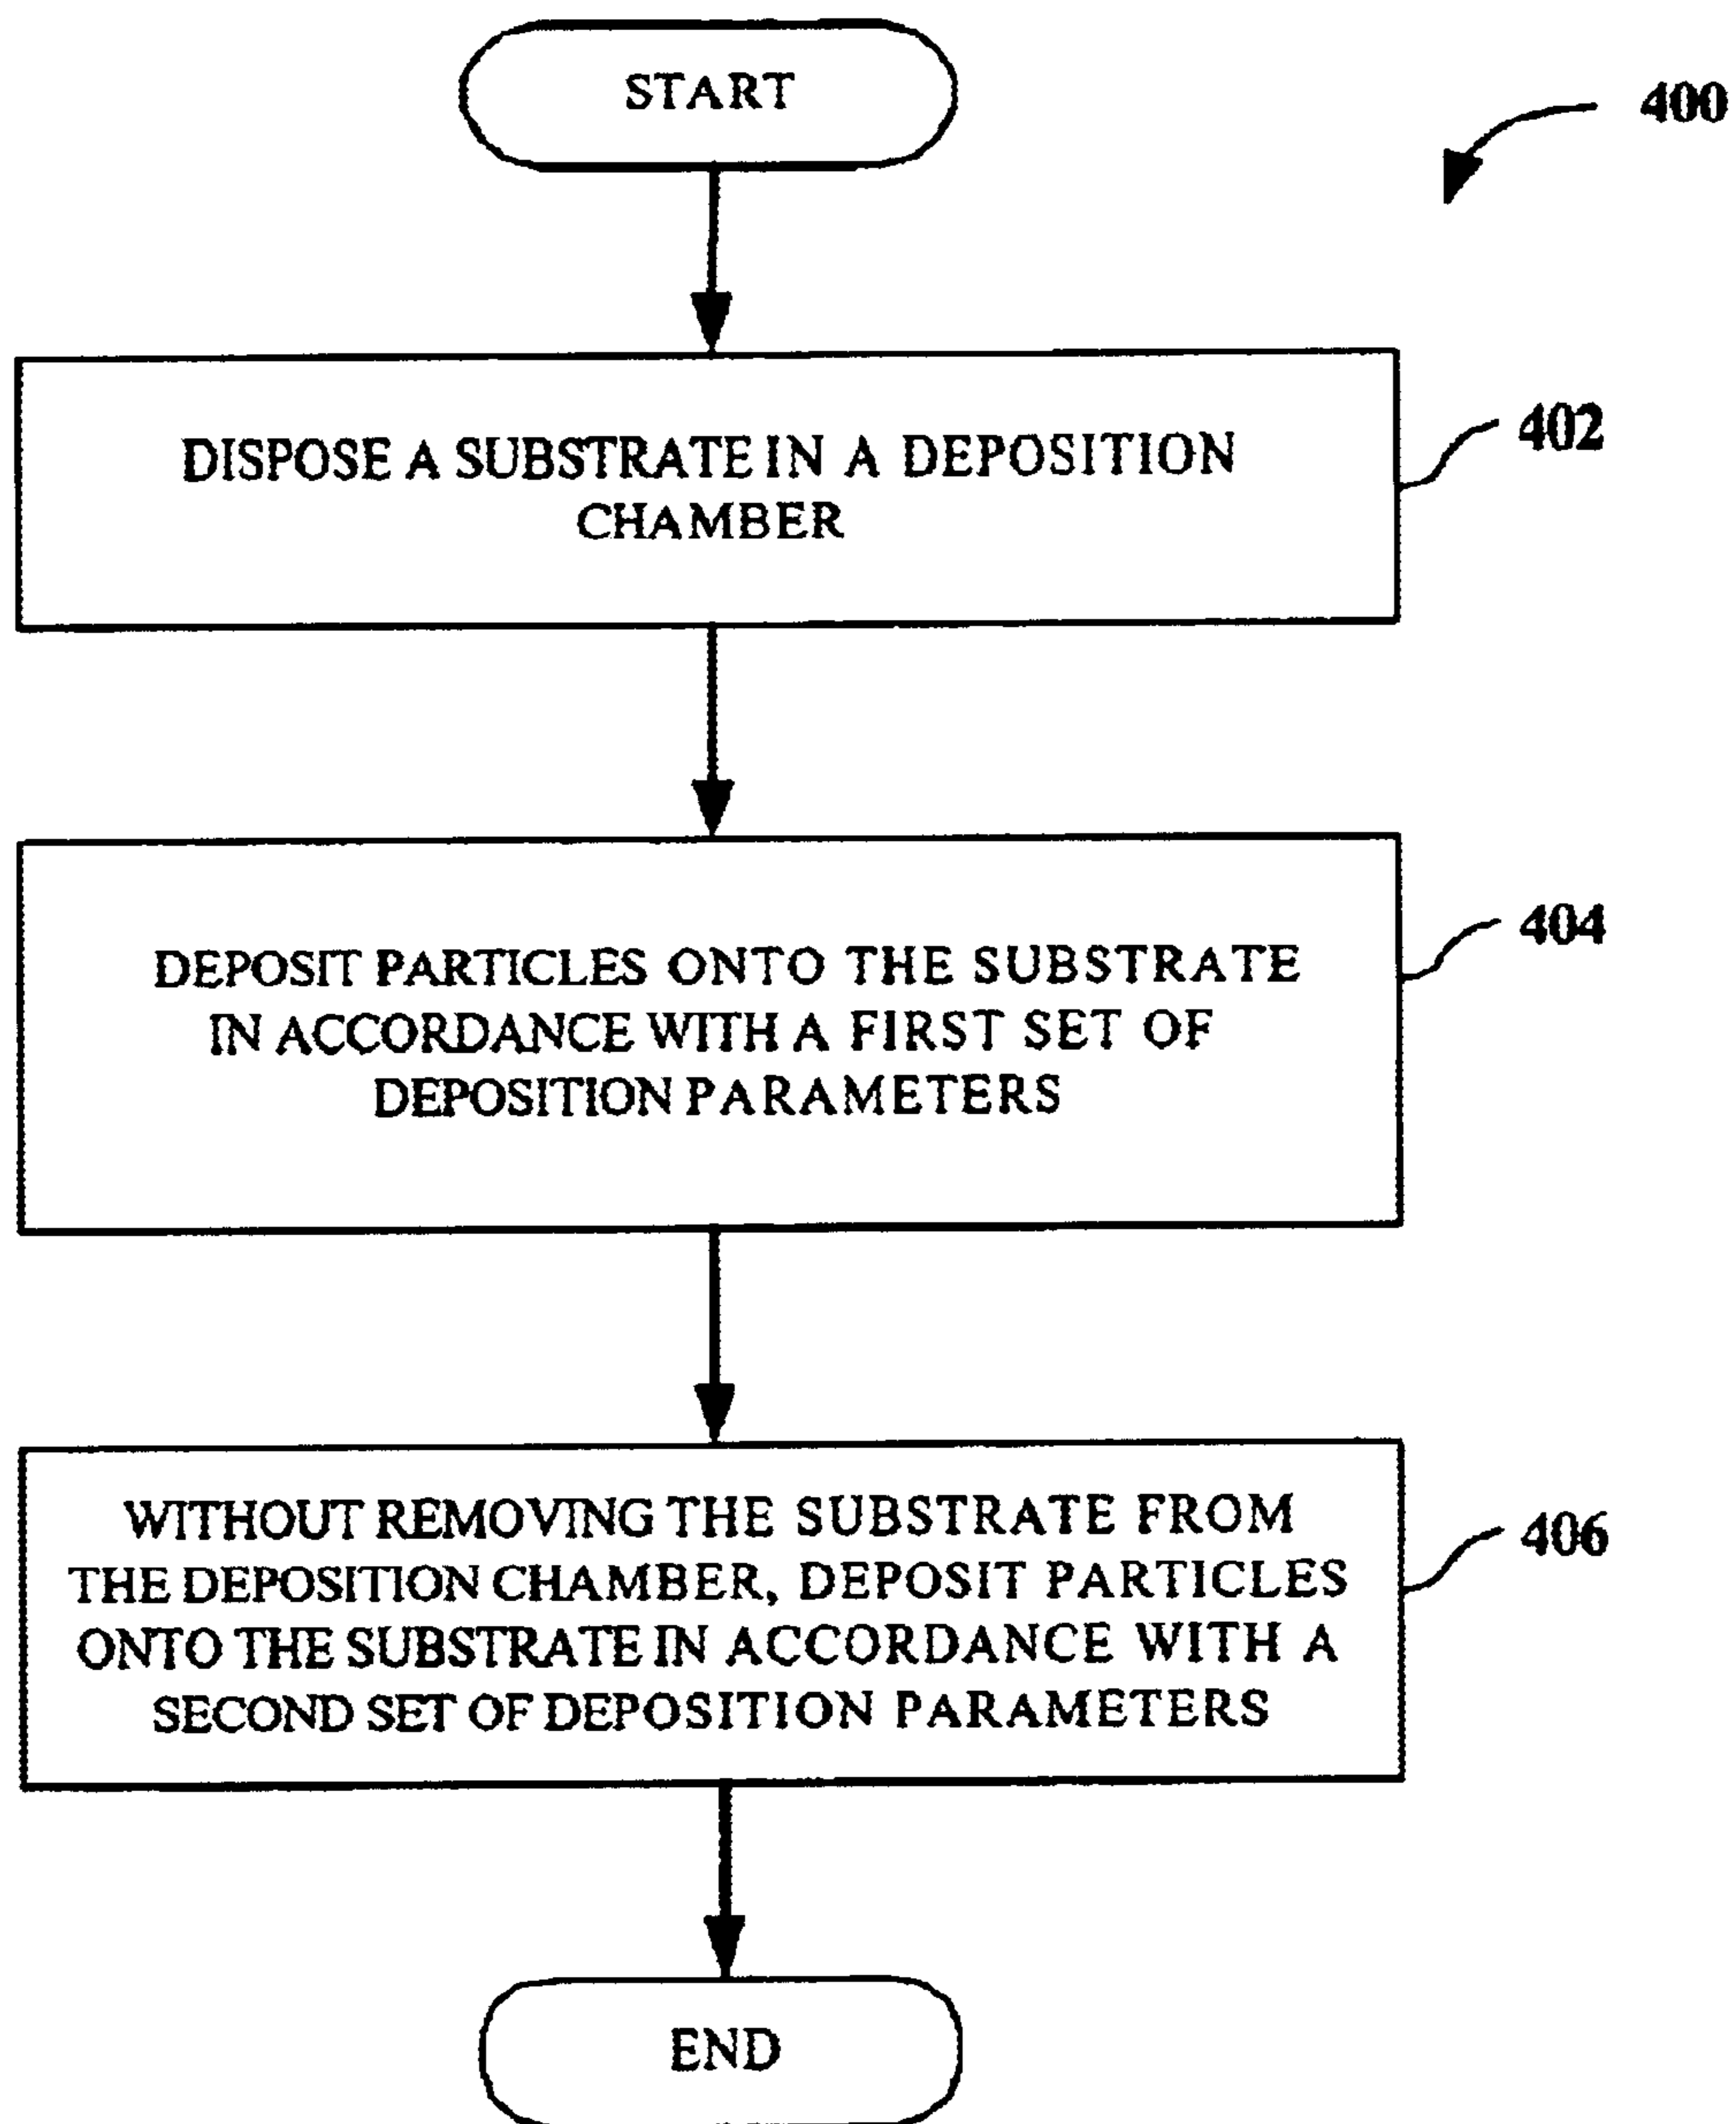 START
400
DISPOSE A SUBSTRATE IN A DEPOSITION
CHAMBER
402
DEPOSIT PARTICLES ONTO THE SUBSTRATE
IN ACCORDANCE WITH A FIRST SET OF
DEPOSITION PARAMETERS
404
WITHOUT REMOVING THE SUBSTRATE FROM
THE DEPOSITION CHAMBER, DEPOSIT PARTICLES
ONTO THE SUBSTRATE IN ACCORDANCE WITH A
SECOND SET OF DEPOSITION PARAMETERS
406
END